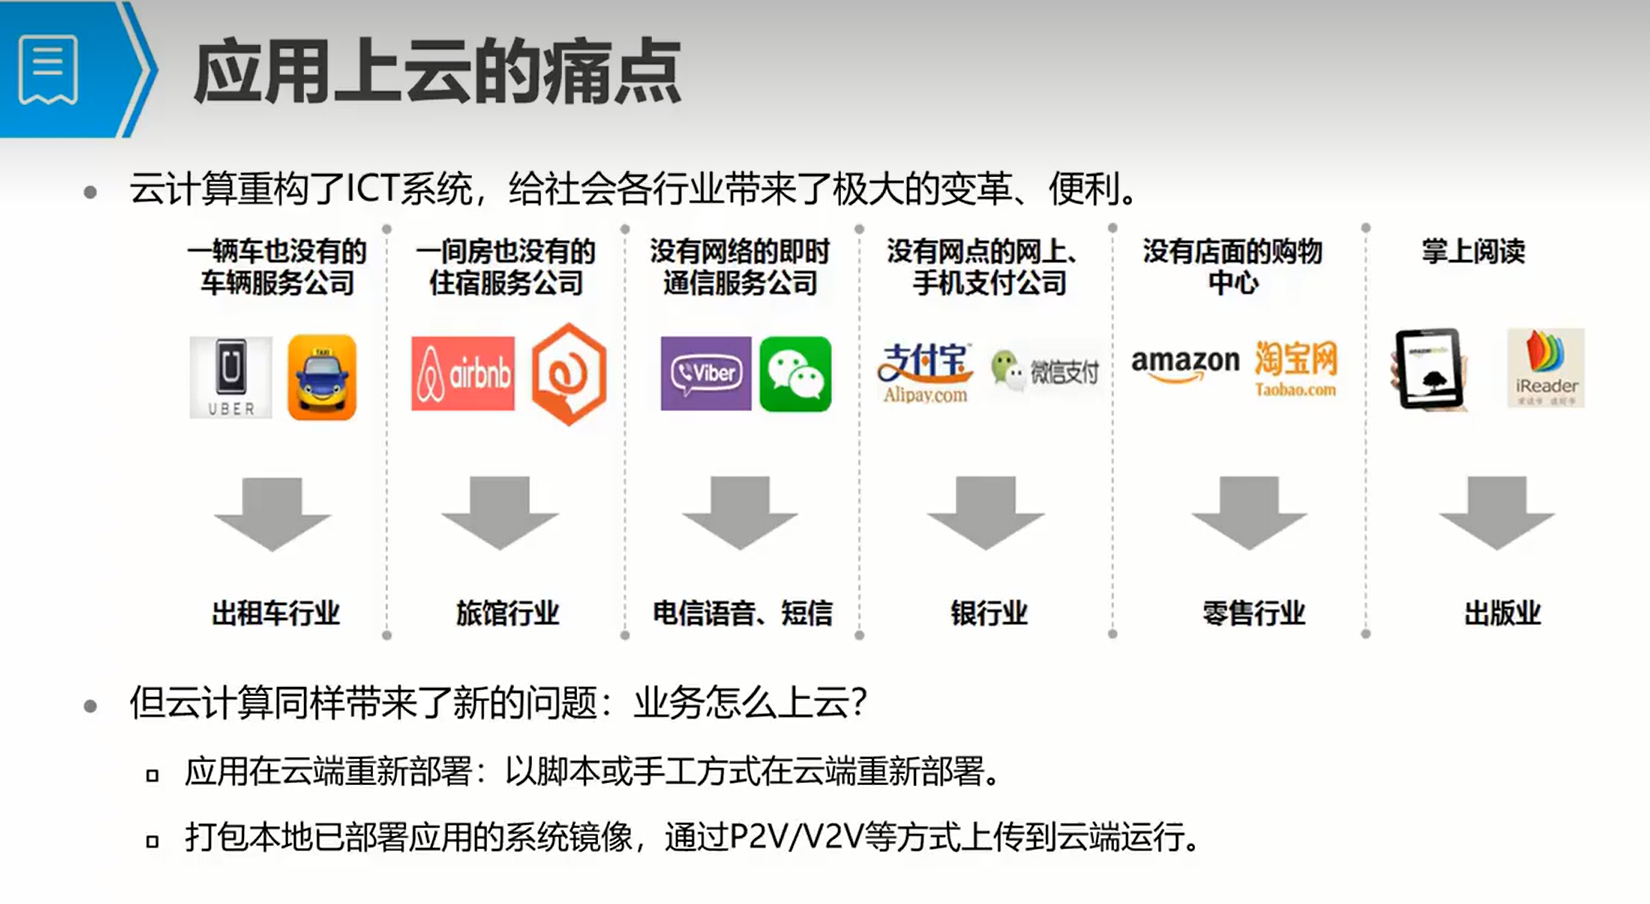 应用上云的痛点
云计算重构了ICT系统，给社会各行业带来了极大的变革、便利。
一辆车也没有的
车辆服务公司
一间房也没有的
住宿服务公司
没有网络的即时
通信服务公司
没有网点的网上、
手机支付公司
没有店面的购物
中心
掌上阅读
UBER
TAXI
airbnb
Viber
支付宝
Alipay.com
微信支付
amazon
淘宝网
Taobao.com
iReader
出租车行业
旅馆行业
电信语音、短信
银行业
零售行业
出版业
但云计算同样带来了新的问题：业务怎么上云？
应用在云端重新部署：以脚本或手工方式在云端重新部署。
打包本地已部署应用的系统镜像，通过P2V/V2V等方式上传到云端运行。